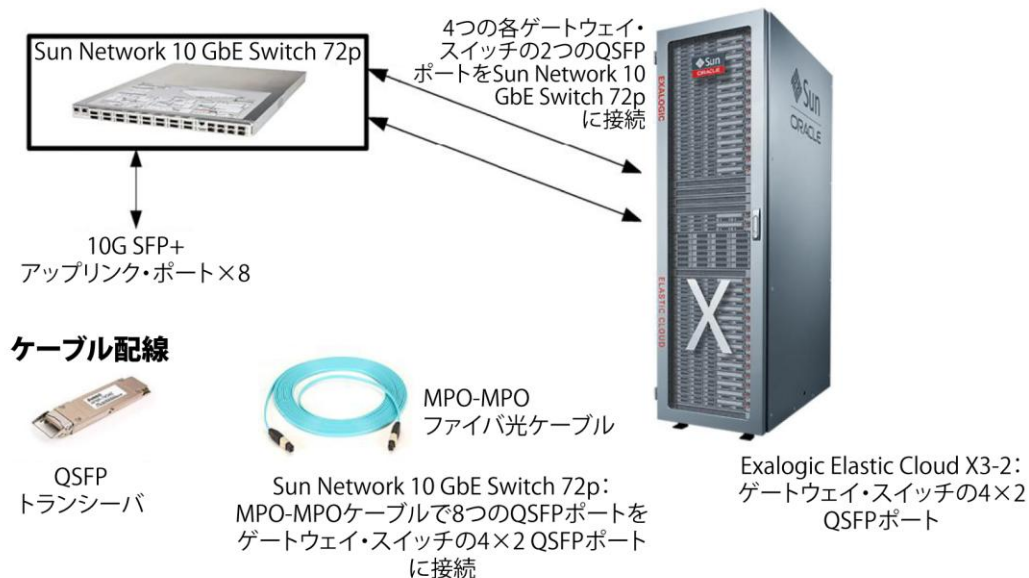 Sun Network 10 GbE Switch 72p
4つの各ゲートウェイ・
スイッチの2つのQSFP
ポートをSun Network 10
GbE Switch 72p
に接続
10G SFP+
アップリンク・ポート×8
Sun
ORACLE
EXALOGIC
Sun
ORACLE
ELASTIC CLOUD
X
ケーブル配線
QSFP
トランシーバ
MPO-MPO
ファイバ光ケーブル
Sun Network 10 GbE Switch 72p：
MPO-MPOケーブルで8つのQSFPポートを
ゲートウェイ・スイッチの4×2 QSFPポート
に接続
Exalogic Elastic Cloud X3-2：
ゲートウェイ・スイッチの4×2
QSFPポート